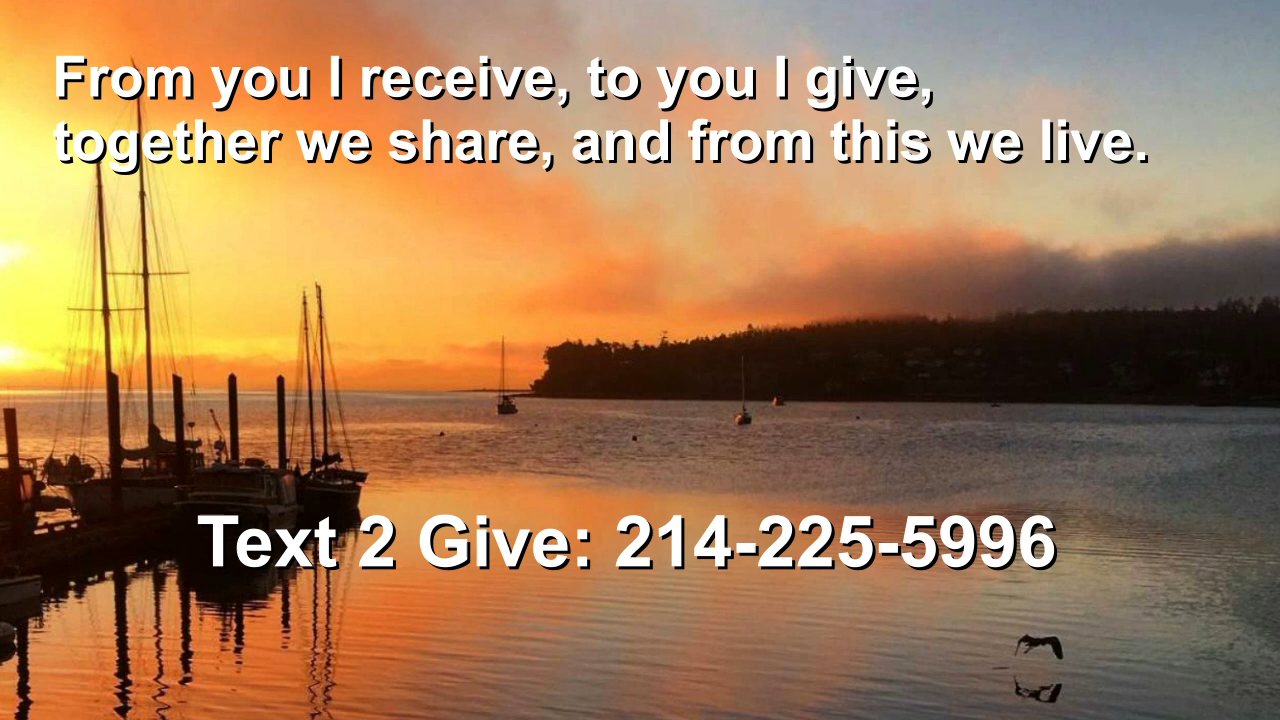 From you I receive, to you I give,
together we share, and from this we live.
Text 2 Give: 214-225-5996